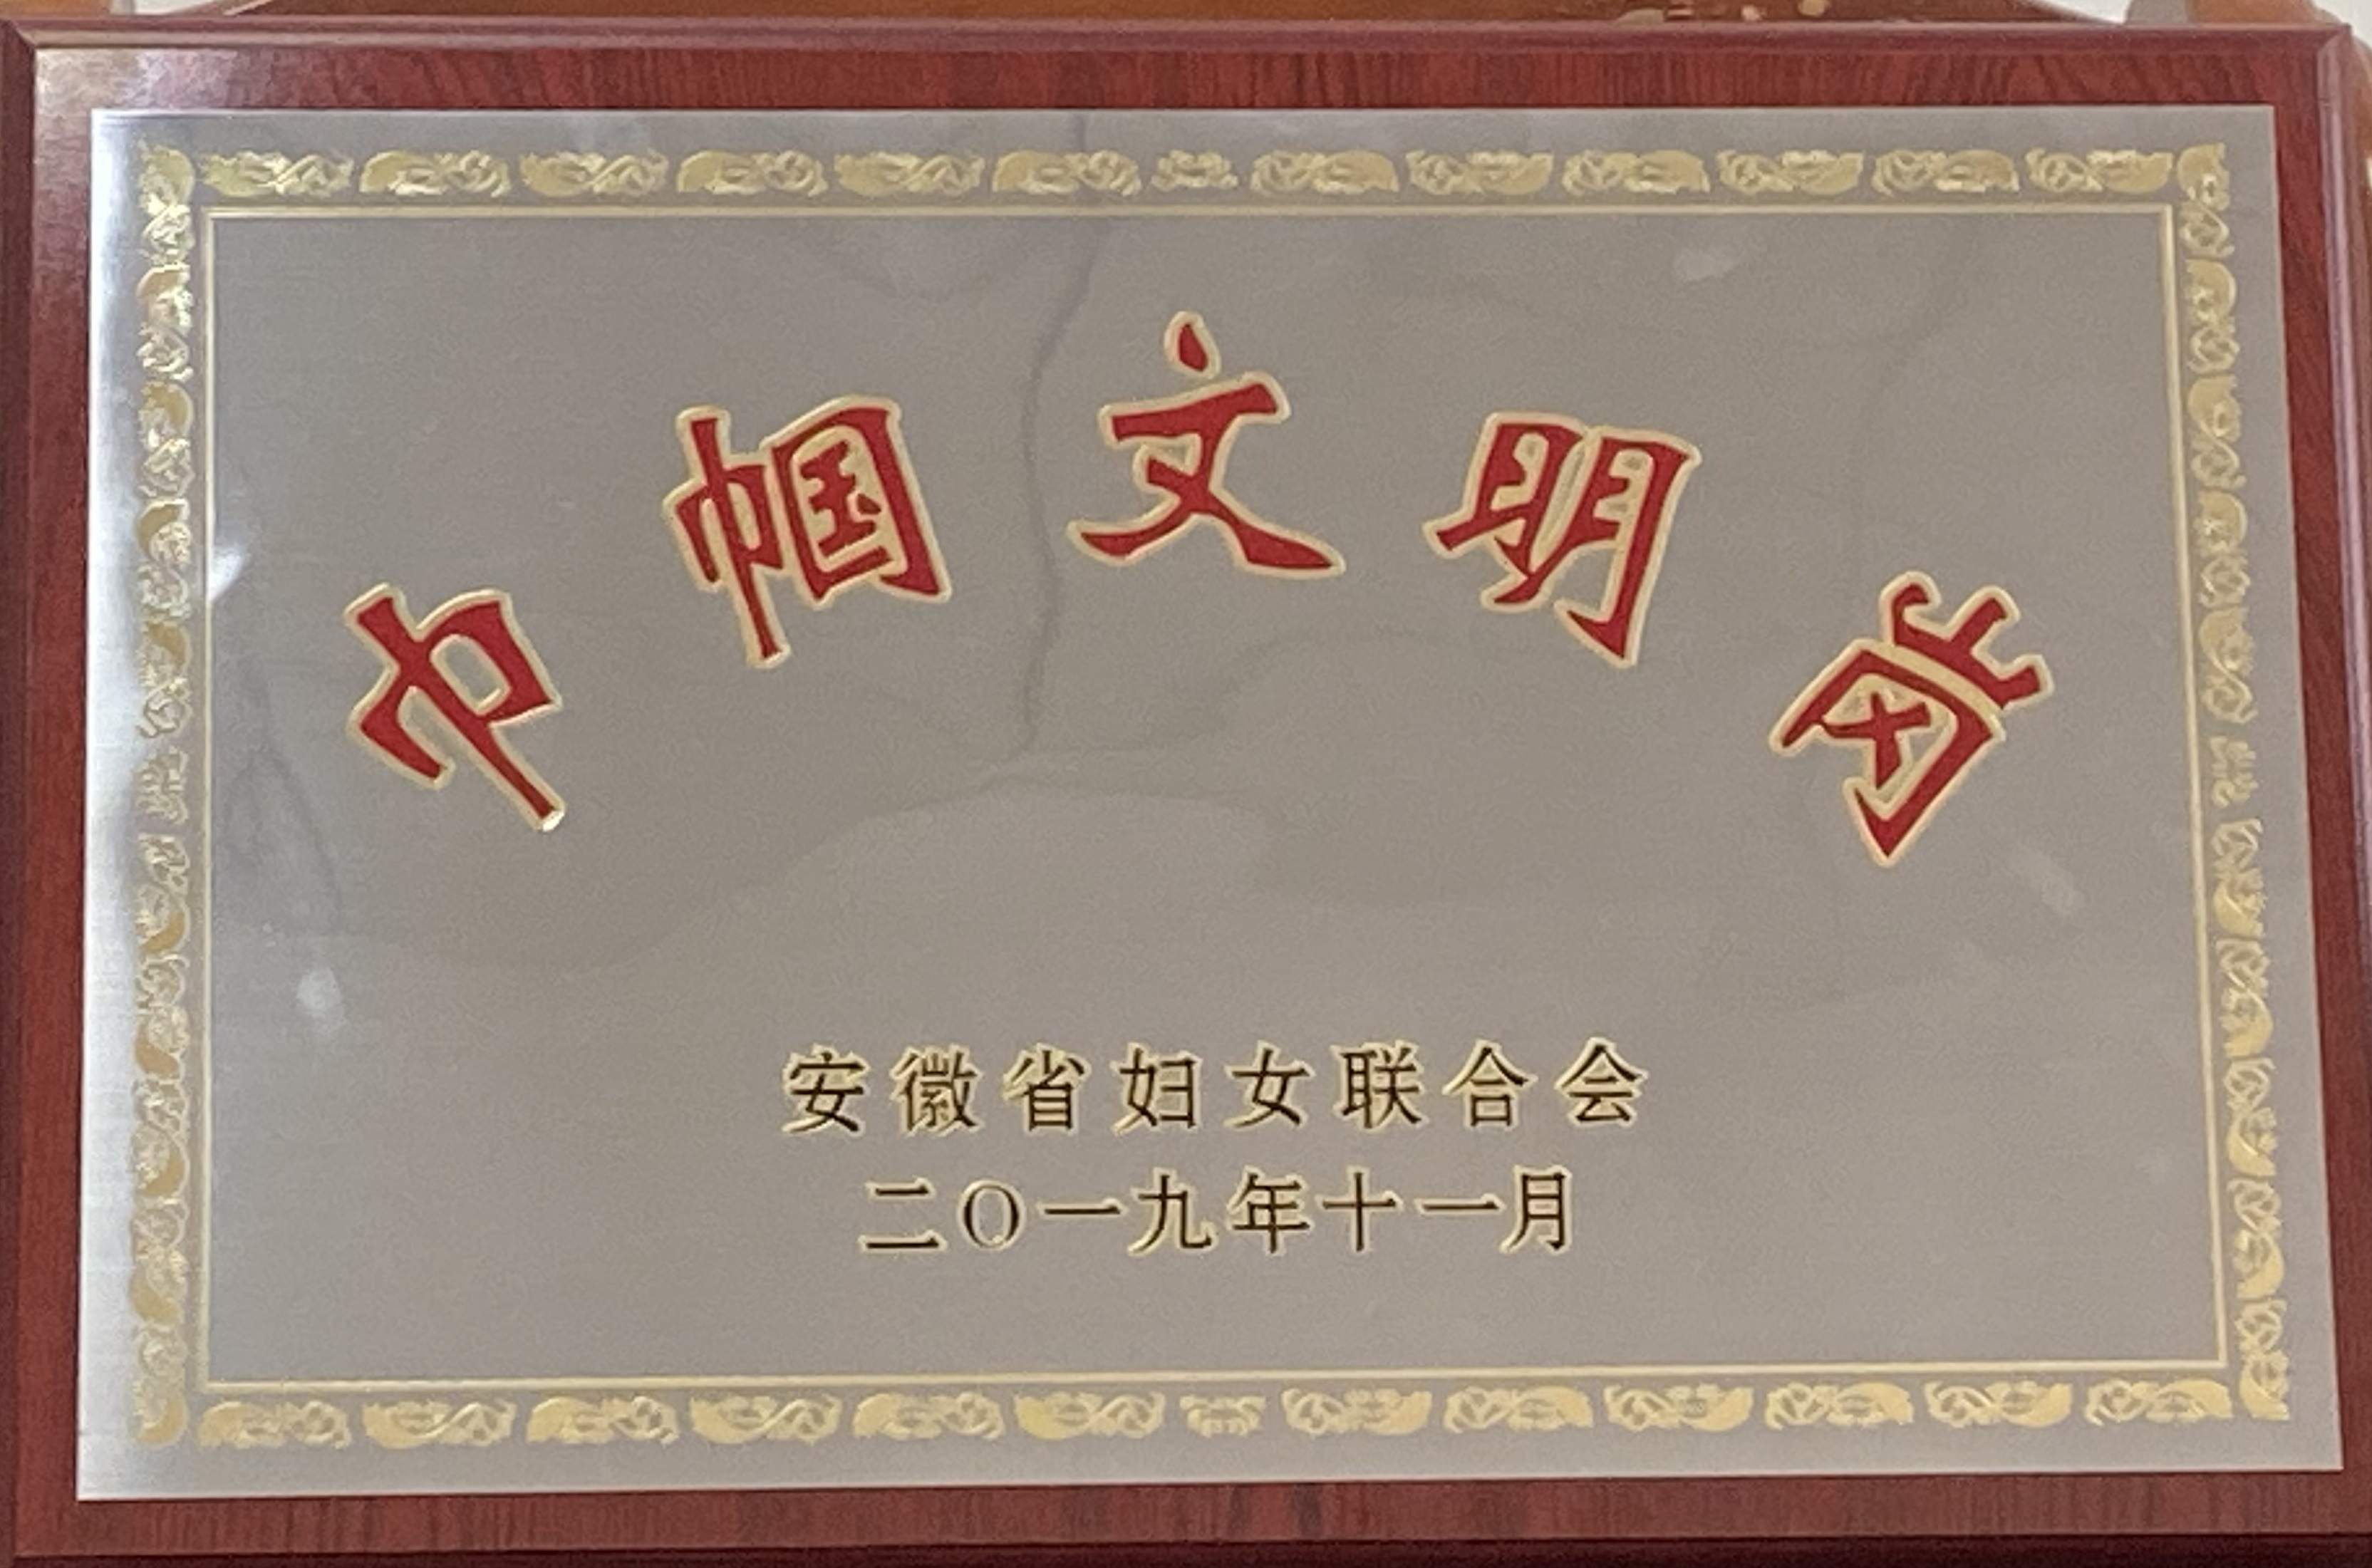 巾帼文明岗
安徽省妇女联合会
二〇一九年十一月